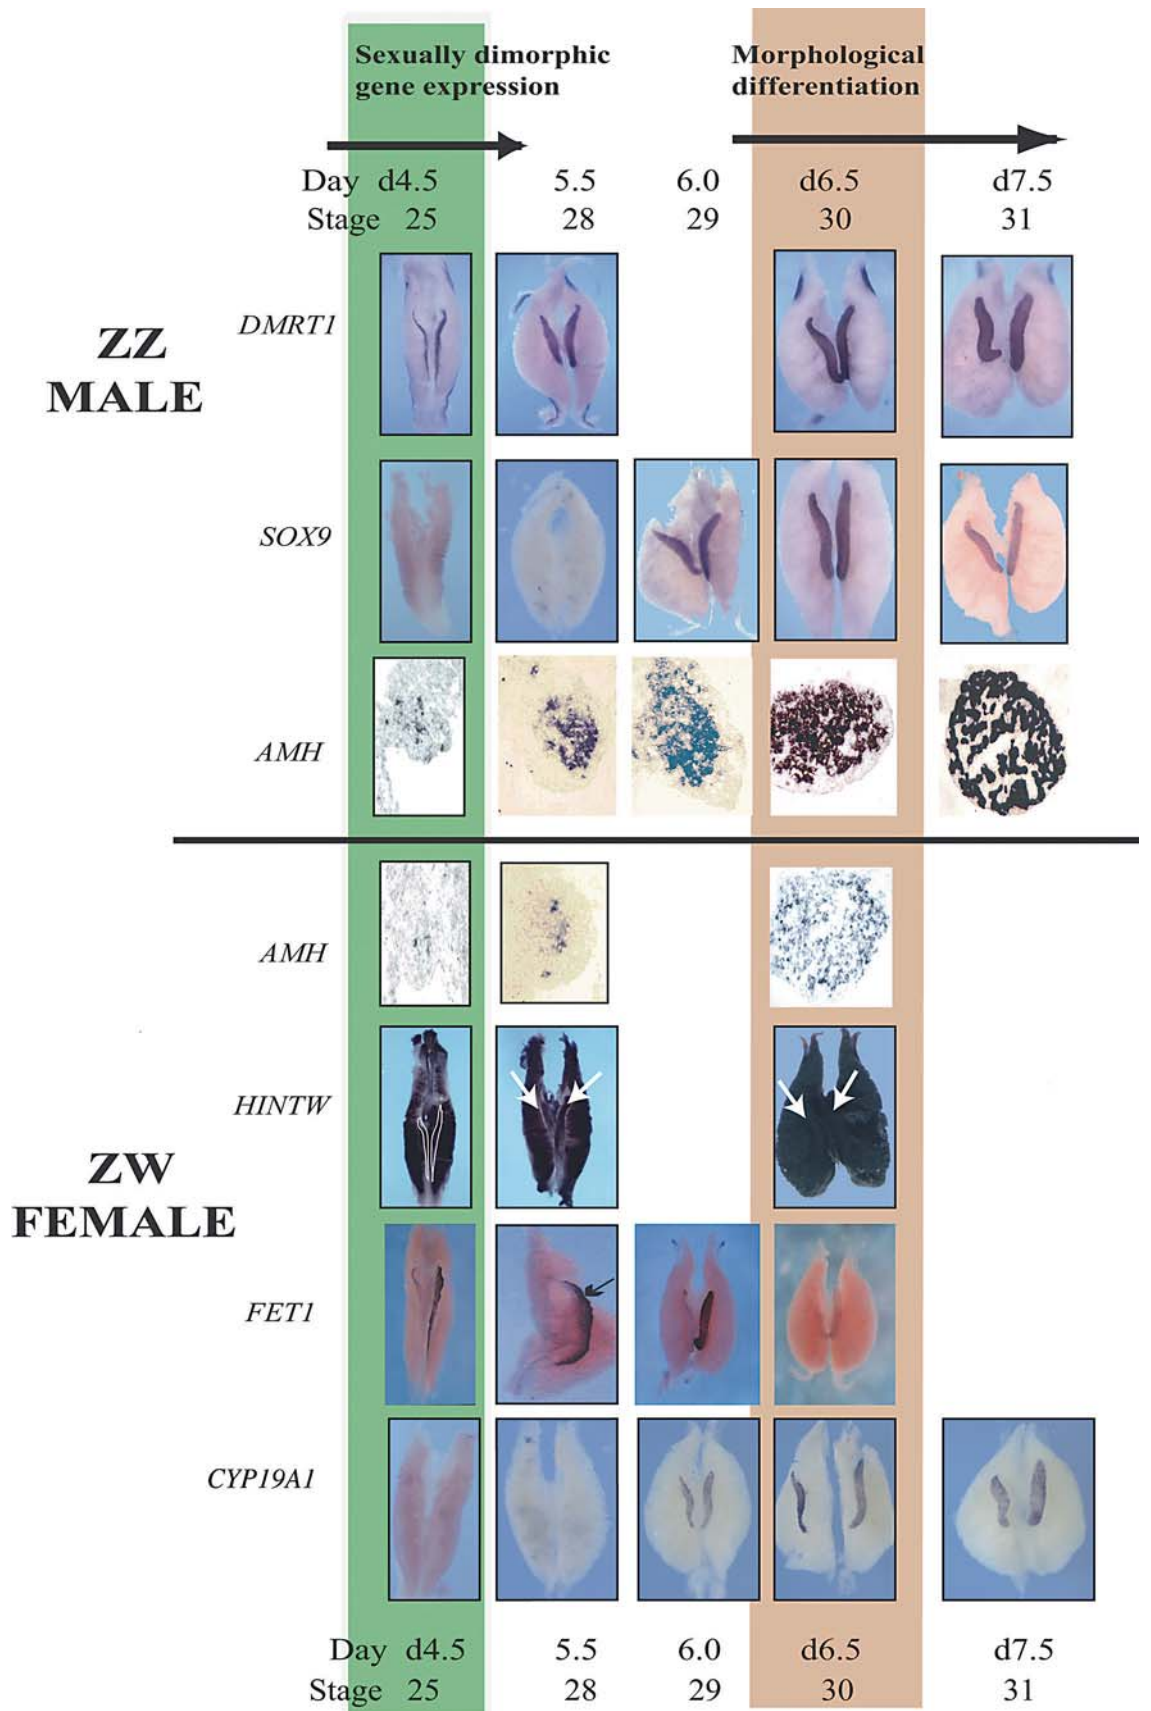 Sexually dimorphic
gene expression
Morphological
differentiation
Day d4.5 5.5 6.0 d6.5 d7.5
Stage 25 28 29 30 31
ZZ
MALE
DMRT1
SOX9
AMH
ZW
FEMALE
AMH
HINTW
FET1
CYP19A1
Day d4.5 5.5 6.0 d6.5 d7.5
Stage 25 28 29 30 31